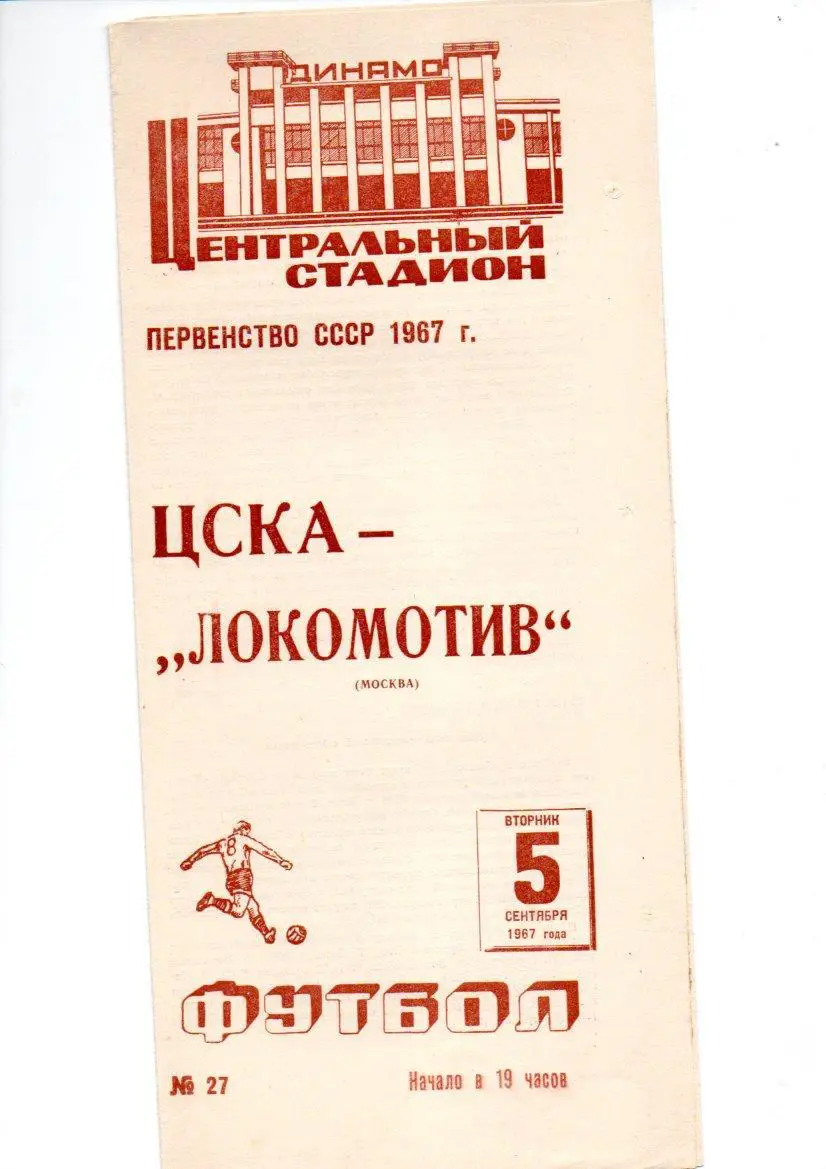 ДИНАМО
ЦЕНТРАЛЬНЫЙ
СТАДИОН
ПЕРВЕНСТВО СССР 1967 г.
ЦСКА –
„ЛОКОМОТИВ“
(МОСКВА)
8
ВТОРНИК
5
СЕНТЯБРЯ
1967 года
ФУТБОЛ
№ 27 Начало в 19 часов